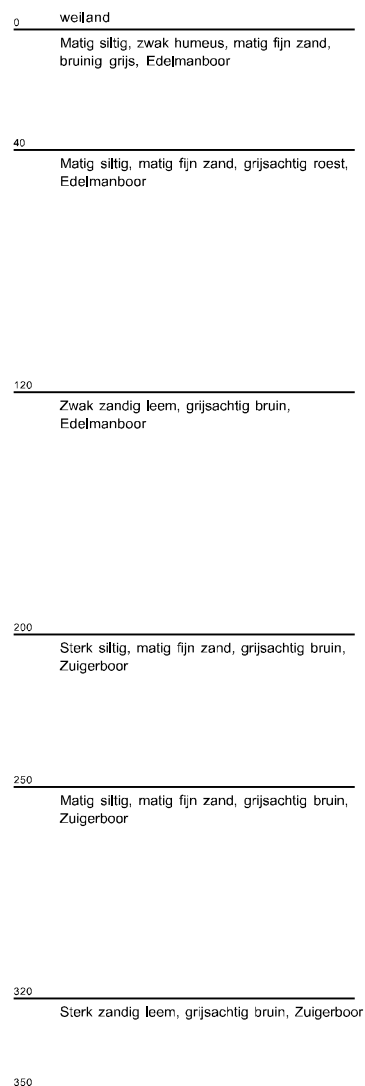 0 weiland
Matig siltig, zwak humeus, matig fijn zand,
bruinig grijs, Edelmanboor
40
Matig siltig, matig fijn zand, grijsachtig roest,
Edelmanboor
120
Zwak zandig leem, grijsachtig bruin,
Edelmanboor
200
Sterk siltig, matig fijn zand, grijsachtig bruin,
Zuigerboor
250
Matig siltig, matig fijn zand, grijsachtig bruin,
Zuigerboor
320
Sterk zandig leem, grijsachtig bruin, Zuigerboor
350